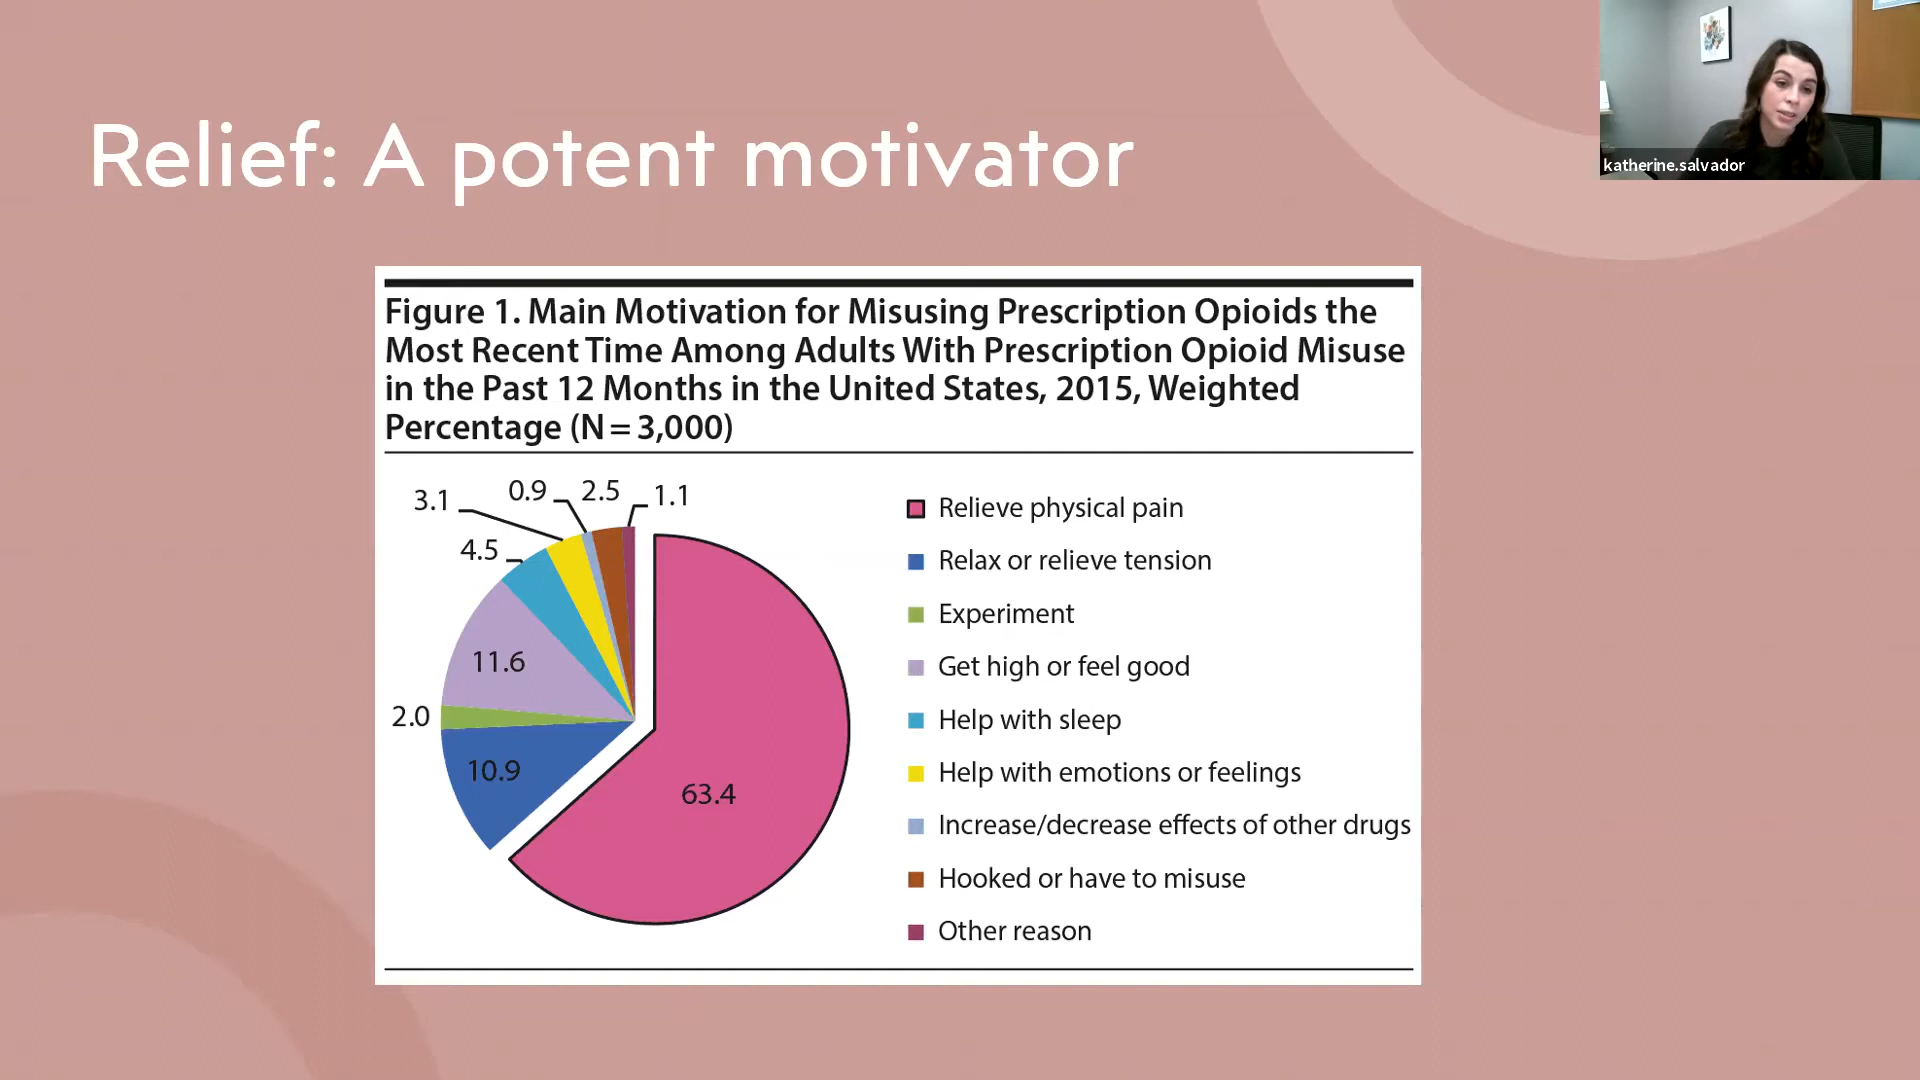 Relief: A potent motivator
katherine.salvador
Figure 1. Main Motivation for Misusing Prescription Opioids the
Most Recent Time Among Adults With Prescription Opioid Misuse
in the Past 12 Months in the United States, 2015, Weighted
Percentage (N = 3,000)
3.1
0.9
2.5
1.1
4.5
11.6
2.0
10.9
63.4
Relieve physical pain
Relax or relieve tension
Experiment
Get high or feel good
Help with sleep
Help with emotions or feelings
Increase/decrease effects of other drugs
Hooked or have to misuse
Other reason